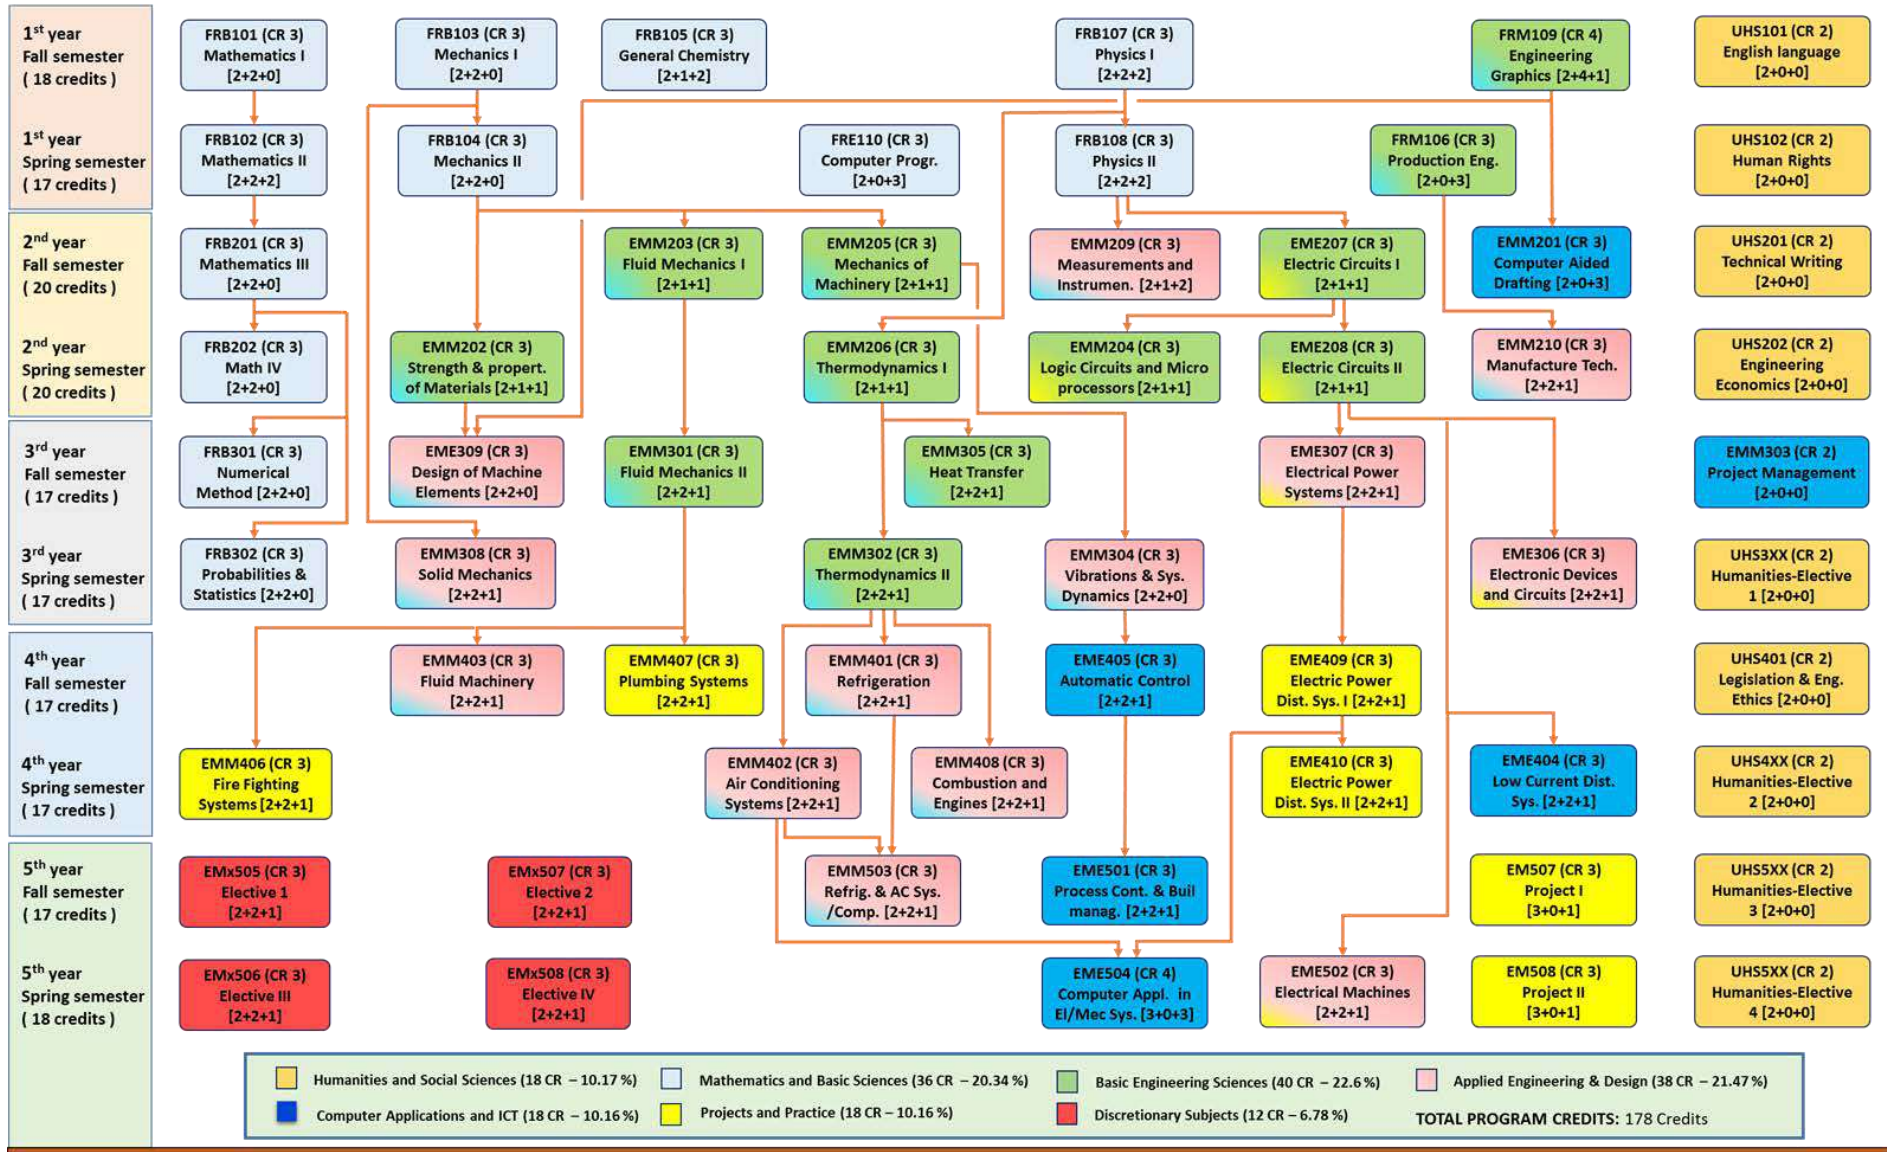 1st year
Fall semester
( 18 credits )
FRB101 (CR 3)
Mathematics I
[2+2+0]
FRB103 (CR 3)
Mechanics I
[2+2+0]
FRB105 (CR 3)
General Chemistry
[2+1+2]
FRB107 (CR 3)
Physics I
[2+2+2]
FRM109 (CR 4)
Engineering
Graphics [2+4+1]
UHS101 (CR 2)
English language
[2+0+0]
1st year
Spring semester
( 17 credits )
FRB102 (CR 3)
Mathematics II
[2+2+2]
FRB104 (CR 3)
Mechanics II
[2+2+0]
FRE110 (CR 3)
Computer Progr.
[2+0+3]
FRB108 (CR 3)
Physics II
[2+2+2]
FRM106 (CR 3)
Production Eng.
[2+0+3]
UHS102 (CR 2)
Human Rights
[2+0+0]
2nd year
Fall semester
( 20 credits )
FRB201 (CR 3)
Mathematics III
[2+2+0]
EMM203 (CR 3)
Fluid Mechanics I
[2+1+1]
EMM205 (CR 3)
Mechanics of
Machinery [2+1+1]
EMM209 (CR 3)
Measurements and
Instrumen. [2+1+2]
EME207 (CR 3)
Electric Circuits I
[2+1+1]
EMM201 (CR 3)
Computer Aided
Drafting [2+0+3]
UHS201 (CR 2)
Technical Writing
[2+0+0]
2nd year
Spring semester
( 20 credits )
FRB202 (CR 3)
Math IV
[2+2+0]
EMM202 (CR 3)
Strength & propert.
of Materials [2+1+1]
EMM206 (CR 3)
Thermodynamics I
[2+1+1]
EMM204 (CR 3)
Logic Circuits and Micro
processors [2+1+1]
EME208 (CR 3)
Electric Circuits II
[2+1+1]
EMM210 (CR 3)
Manufacture Tech.
[2+2+1]
UHS202 (CR 2)
Engineering
Economics [2+0+0]
3rd year
Fall semester
( 17 credits )
FRB301 (CR 3)
Numerical
Method [2+2+0]
EME309 (CR 3)
Design of Machine
Elements [2+2+0]
EMM301 (CR 3)
Fluid Mechanics II
[2+2+1]
EMM305 (CR 3)
Heat Transfer
[2+2+1]
EME307 (CR 3)
Electrical Power
Systems [2+2+1]
EMM303 (CR 2)
Project Management
[2+0+0]
3rd year
Spring semester
( 17 credits )
FRB302 (CR 3)
Probabilities &
Statistics [2+2+0]
EMM308 (CR 3)
Solid Mechanics
[2+2+1]
EMM302 (CR 3)
Thermodynamics II
[2+2+1]
EMM304 (CR 3)
Vibrations & Sys.
Dynamics [2+2+0]
EME306 (CR 3)
Electronic Devices
and Circuits [2+2+1]
UHS3XX (CR 2)
Humanities-Elective
1 [2+0+0]
4th year
Fall semester
( 17 credits )
EMM403 (CR 3)
Fluid Machinery
[2+2+1]
EMM407 (CR 3)
Plumbing Systems
[2+2+1]
EMM401 (CR 3)
Refrigeration
[2+2+1]
EME405 (CR 3)
Automatic Control
[2+2+1]
EME409 (CR 3)
Electric Power
Dist. Sys. I [2+2+1]
UHS401 (CR 2)
Legislation & Eng.
Ethics [2+0+0]
4th year
Spring semester
( 17 credits )
EMM406 (CR 3)
Fire Fighting
Systems [2+2+1]
EMM402 (CR 3)
Air Conditioning
Systems [2+2+1]
EMM408 (CR 3)
Combustion and
Engines [2+2+1]
EME410 (CR 3)
Electric Power
Dist. Sys. II [2+2+1]
EME404 (CR 3)
Low Current Dist.
Sys. [2+2+1]
UHS4XX (CR 2)
Humanities-Elective
2 [2+0+0]
5th year
Fall semester
( 17 credits )
EMx505 (CR 3)
Elective 1
[2+2+1]
EMx507 (CR 3)
Elective 2
[2+2+1]
EMM503 (CR 3)
Refrig. & AC Sys.
/Comp. [2+2+1]
EME501 (CR 3)
Process Cont. & Buil
manag. [2+2+1]
EM507 (CR 3)
Project I
[3+0+1]
UHS5XX (CR 2)
Humanities-Elective
3 [2+0+0]
5th year
Spring semester
( 18 credits )
EMx506 (CR 3)
Elective III
[2+2+1]
EMx508 (CR 3)
Elective IV
[2+2+1]
EME504 (CR 4)
Computer Appl. in
El/Mec Sys. [3+0+3]
EME502 (CR 3)
Electrical Machines
[2+2+1]
EM508 (CR 3)
Project II
[3+0+1]
UHS5XX (CR 2)
Humanities-Elective
4 [2+0+0]
Humanities and Social Sciences (18 CR – 10.17 %)
Mathematics and Basic Sciences (36 CR – 20.34 %)
Basic Engineering Sciences (40 CR – 22.6 %)
Applied Engineering & Design (38 CR – 21.47 %)
Computer Applications and ICT (18 CR – 10.16 %)
Projects and Practice (18 CR – 10.16 %)
Discretionary Subjects (12 CR – 6.78 %)
TOTAL PROGRAM CREDITS: 178 Credits